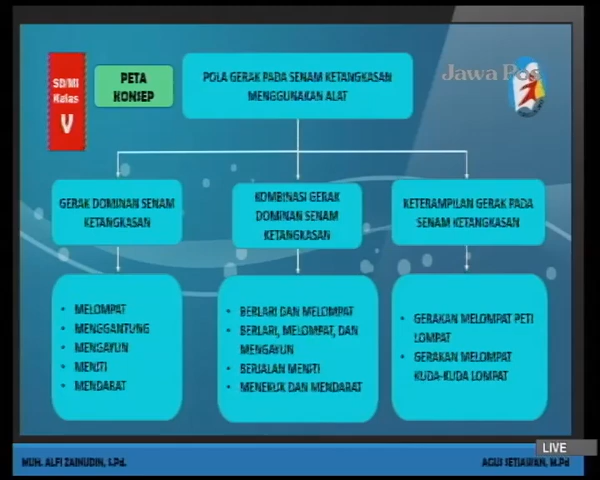 Jawa Pos
SD/MI
Kelas
V
PETA
KONSEP
POLA GERAK PADA SENAM KETANGKASAN
MENGGUNAKAN ALAT
GERAK DOMINAN SENAM
KETANGKASAN
KOMBINASI GERAK
DOMINAN SENAM
KETANGKASAN
KETERAMPILAN GERAK PADA
SENAM KETANGKASAN
• MELOMPAT
• MENGGANTUNG
• MENGAYUN
• MENITI
• MENDARAT
• BERLARI DAN MELOMPAT
• BERLARI, MELOMPAT, DAN
MENGAYUN
• BERJALAN MENITI
• MENEKUK DAN MENDARAT
• GERAKAN MELOMPAT PETI
LOMPAT
• GERAKAN MELOMPAT
KUDA-KUDA LOMPAT
LIVE
MUH. ALFI ZAINUDIN, S.Pd.
AGUS SETIAWAN, M.Pd